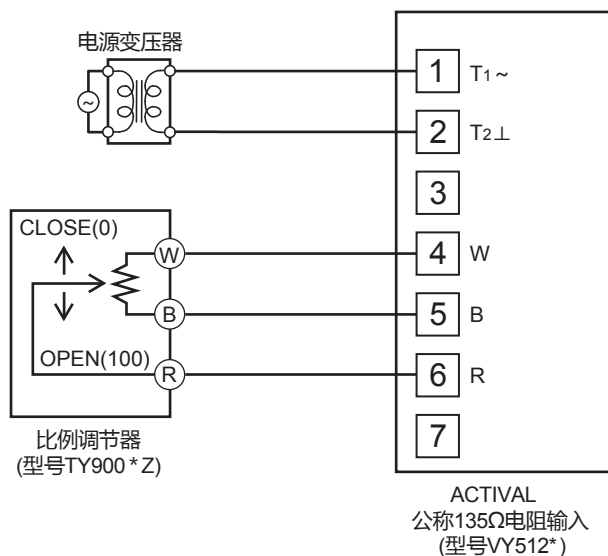 电源变压器
~
1 T1~
2 T2⊥
3
4 W
5 B
6 R
7
CLOSE(0)
W
B
OPEN(100)
R
比例调节器
(型号TY900*Z)
ACTIVAL
公称135Ω电阻输入
(型号VY512*)